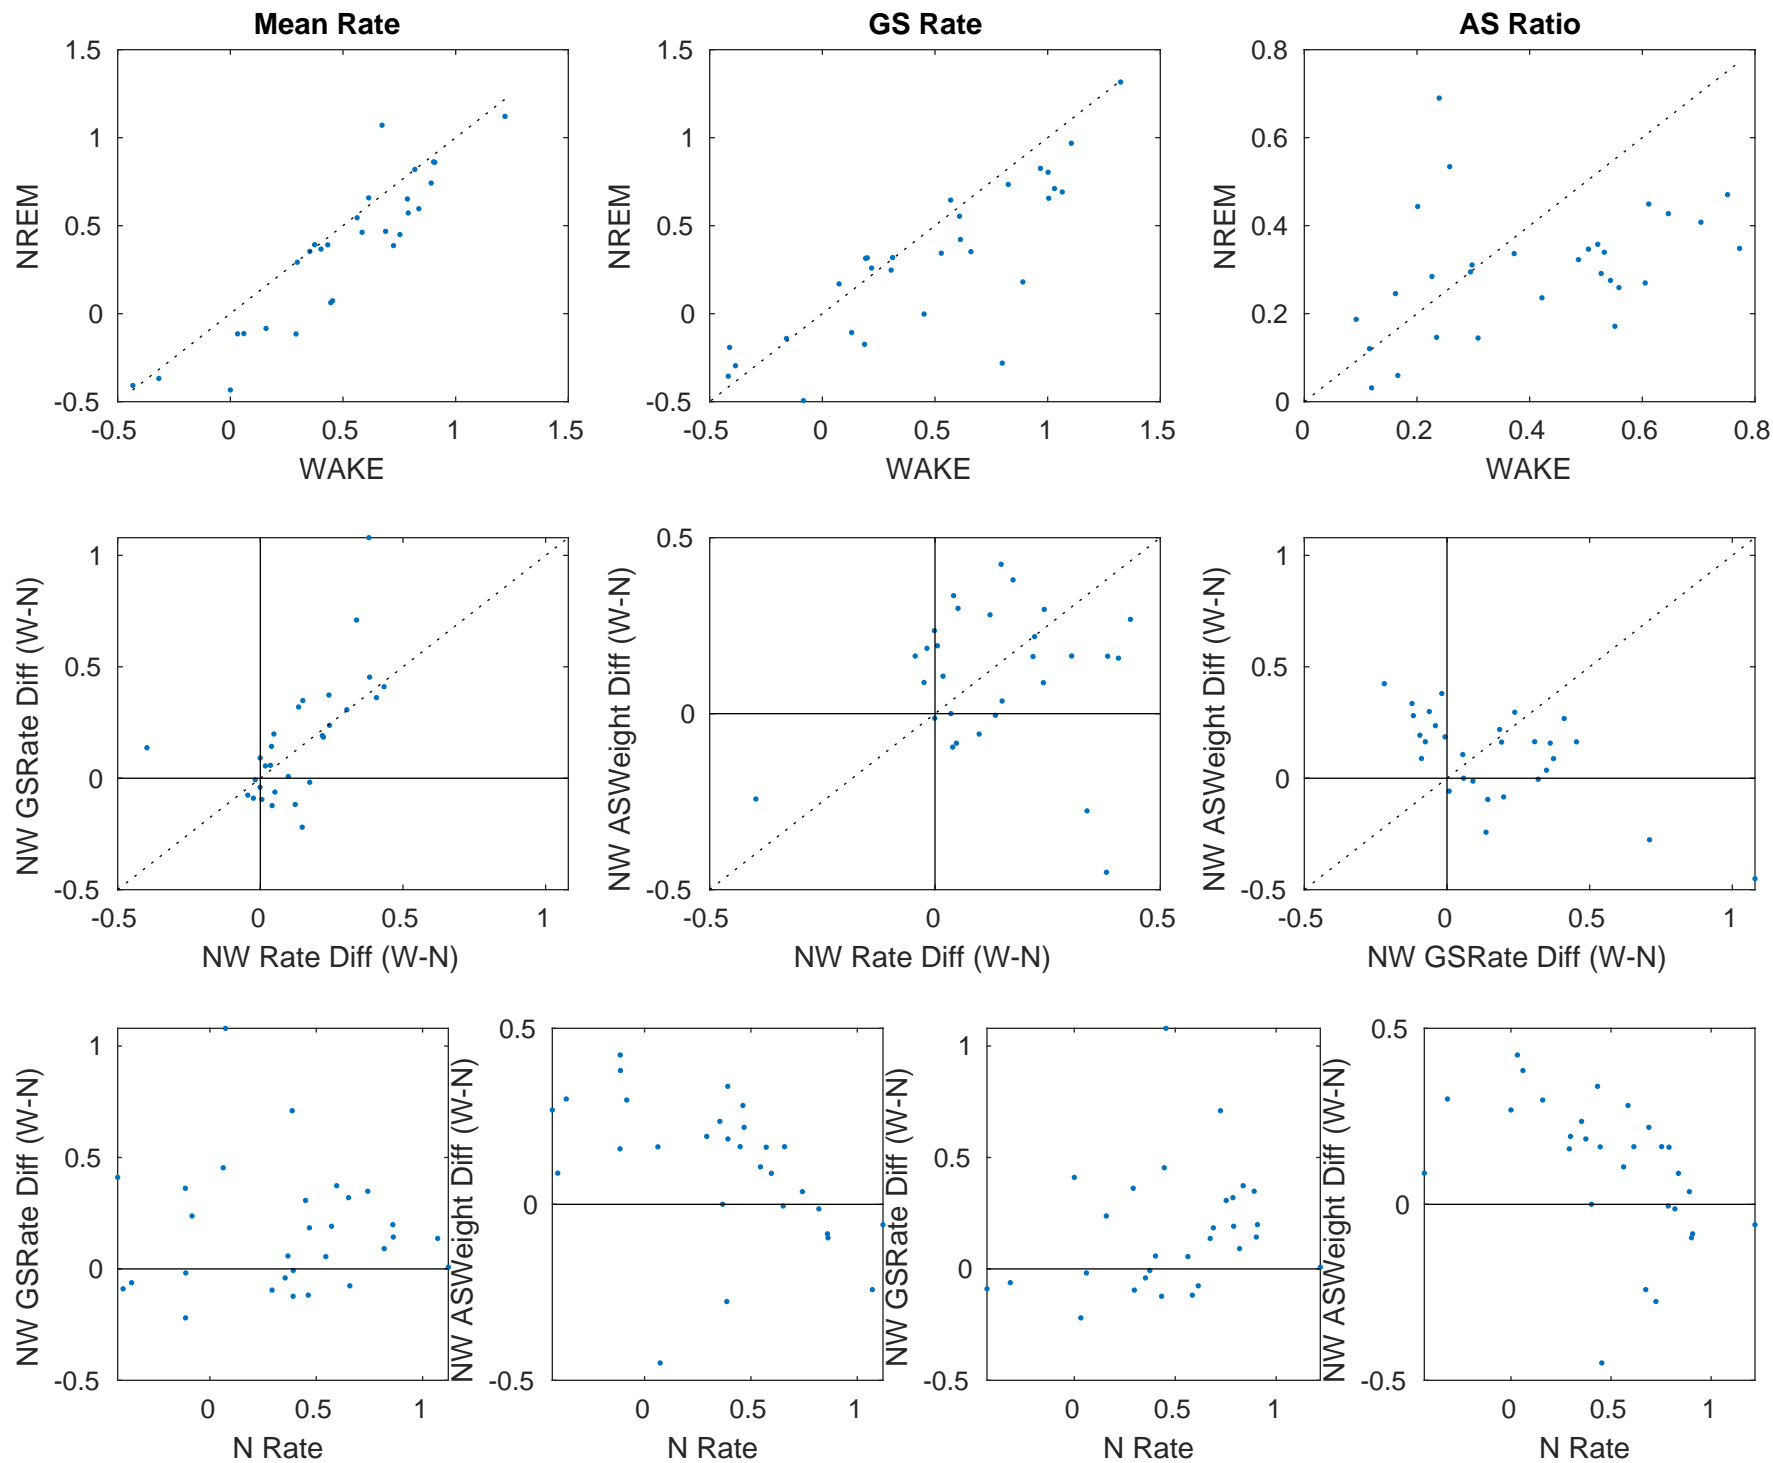 Mean Rate
1.5
1
0.5
0
-0.5
-0.5 0 0.5 1 1.5
NREM
WAKE
GS Rate
1.5
1
0.5
0
-0.5
-0.5 0 0.5 1 1.5
NREM
WAKE
AS Ratio
0.8
0.6
0.4
0.2
0
0 0.2 0.4 0.6 0.8
NREM
WAKE
1
0.5
0
-0.5
-0.5 0 0.5 1
NW GSRate Diff (W-N)
NW Rate Diff (W-N)
0.5
0
-0.5
-0.5 0 0.5
NW ASWeight Diff (W-N)
NW Rate Diff (W-N)
1
0.5
0
-0.5
-0.5 0 0.5 1
NW ASWeight Diff (W-N)
NW GSRate Diff (W-N)
1
0.5
0
-0.5
0 0.5 1
NW GSRate Diff (W-N)
N Rate
0.5
0
-0.5
0 0.5 1
NW ASWeight Diff (W-N)
N Rate
1
0.5
0
-0.5
0 0.5 1
NW GSRate Diff (W-N)
N Rate
0.5
0
-0.5
0 0.5 1
NW ASWeight Diff (W-N)
N Rate